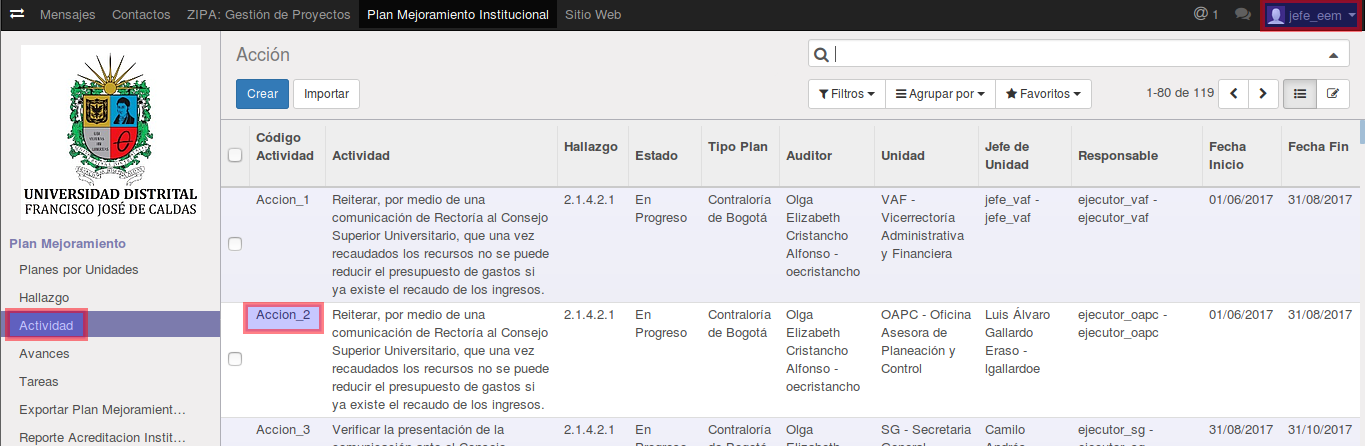 Mensajes Contactos ZIPA: Gestión de Proyectos Plan Mejoramiento Institucional Sitio Web @ 1 jefe_eem
UNIVERSIDAD DISTRITAL
FRANCISCO JOSÉ DE CALDAS
Plan Mejoramiento
Planes por Unidades
Hallazgo
Actividad
Avances
Tareas
Exportar Plan Mejoramient...
Reporte Acreditacion Instit...
Acción
Crear Importar
Filtros Agrupar por Favoritos 1-80 de 119
Código Actividad Actividad Hallazgo Estado Tipo Plan Auditor Unidad Jefe de Unidad Responsable Fecha Inicio Fecha Fin
Accion_1 Reiterar, por medio de una 2.1.4.2.1 En Contraloría Olga VAF - jefe_vaf - ejecutor_vaf - 01/06/2017 31/08/2017
comunicación de Rectoría al Consejo Progreso de Bogotá Elizabeth Vicerrectoría jefe_vaf ejecutor_vaf
Superior Universitario, que una vez Cristancho Administrativa
recaudados los recursos no se puede Alfonso - y Financiera
reducir el presupuesto de gastos si oecristancho
ya existe el recaudo de los ingresos.
Accion_2 Reiterar, por medio de una 2.1.4.2.1 En Contraloría Olga OAPC - Oficina Luis Álvaro ejecutor_oapc - 01/06/2017 31/08/2017
comunicación de Rectoría al Consejo Progreso de Bogotá Elizabeth Asesora de Gallardo ejecutor_oapc
Superior Universitario, que una vez Cristancho Planeación y Eraso -
recaudados los recursos no se puede Alfonso - Control lgallardoe
reducir el presupuesto de gastos si oecristancho
ya existe el recaudo de los ingresos.
Accion_3 Verificar la presentación de la 2.1.4.2.1 En Contraloría Olga SG - Secretaria Camilo ejecutor_sg - 31/08/2017 31/10/2017
comunicación ante el Consejo Progreso de Bogotá Elizabeth General Andrés ejecutor_sg